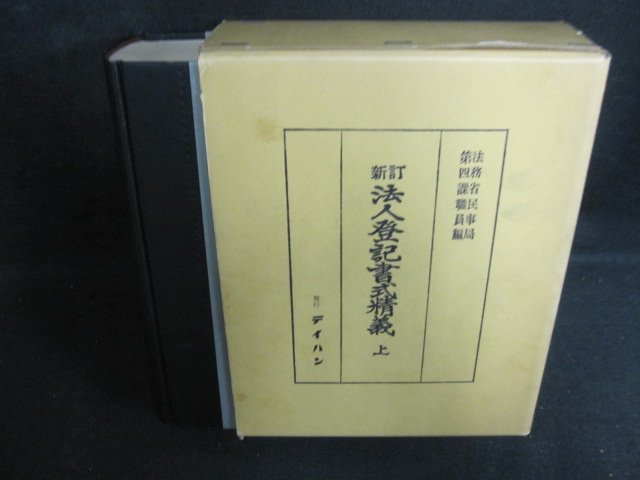 法務省民事局
第四課職員編
新訂
法人登記書式精義
上
発行
テイハン